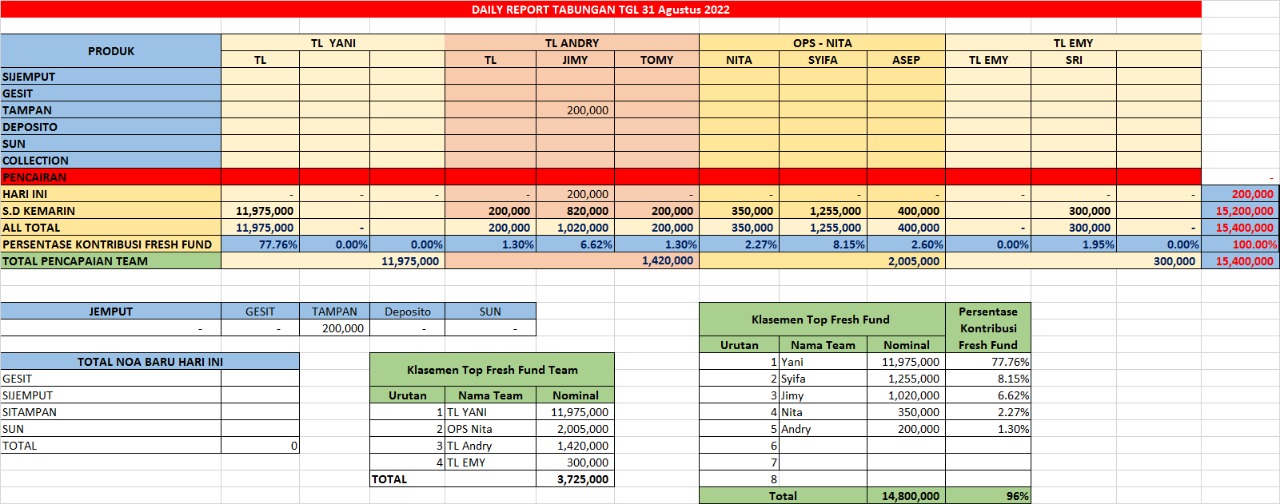 DAILY REPORT TABUNGAN TGL 31 Agustus 2022
-
PRODUK TL YANI TL ANDRY OPS - NITA TL EMY
TL TL JIMY TOMY NITA SYIFA ASEP TL EMY SRI
SIJEMPUT
GESIT
TAMPAN 200,000
DEPOSITO
SUN
COLLECTION
PENCAIRAN -
HARI INI - - - - 200,000 - - - - - - - 200,000
S.D KEMARIN 11,975,000 200,000 820,000 200,000 350,000 1,255,000 400,000 300,000 15,200,000
ALL TOTAL 11,975,000 - 200,000 1,020,000 200,000 350,000 1,255,000 400,000 - 300,000 - 15,400,000
PERSENTASE KONTRIBUSI FRESH FUND 77.76% 0.00% 0.00% 1.30% 6.62% 1.30% 2.27% 8.15% 2.60% 0.00% 1.95% 0.00% 100.00%
TOTAL PENCAPAIAN TEAM 11,975,000 1,420,000 2,005,000 300,000 15,400,000
JEMPUT GESIT TAMPAN Deposito SUN
- - 200,000 - -
TOTAL NOA BARU HARI INI
GESIT
SIJEMPUT
SITAMPAN
SUN
TOTAL 0
Klasemen Top Fresh Fund Team
Urutan Nama Team Nominal
1 TL YANI 11,975,000
2 OPS Nita 2,005,000
3 TL Andry 1,420,000
4 TL EMY 300,000
TOTAL 3,725,000
Klasemen Top Fresh Fund Persentase Kontribusi Fresh Fund
Urutan Nama Team Nominal
1 Yani 11,975,000 77.76%
2 Syifa 1,255,000 8.15%
3 Jimy 1,020,000 6.62%
4 Nita 350,000 2.27%
5 Andry 200,000 1.30%
6
7
8
Total 14,800,000 96%